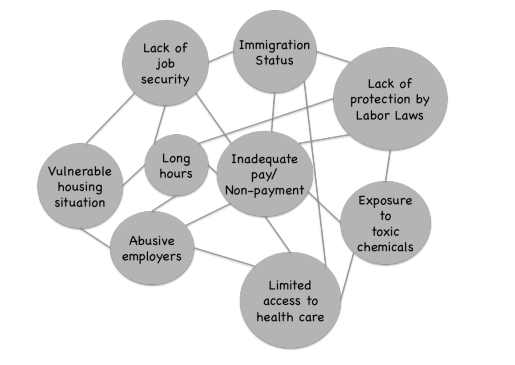 Lack of
job
security
Immigration
Status
Lack of
protection by
Labor Laws
Vulnerable
housing
situation
Long
hours
Inadequate
pay/
Non-payment
Exposure
to
toxic
chemicals
Abusive
employers
Limited
access to
health care